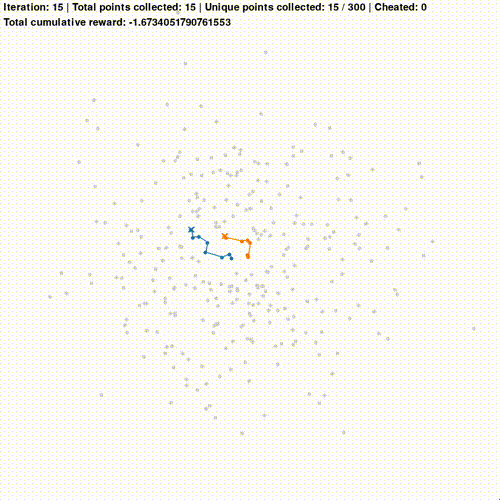 Iteration: 15 | Total points collected: 15 | Unique points collected: 15 / 300 | Cheated: 0
Total cumulative reward: -1.6734051790761553